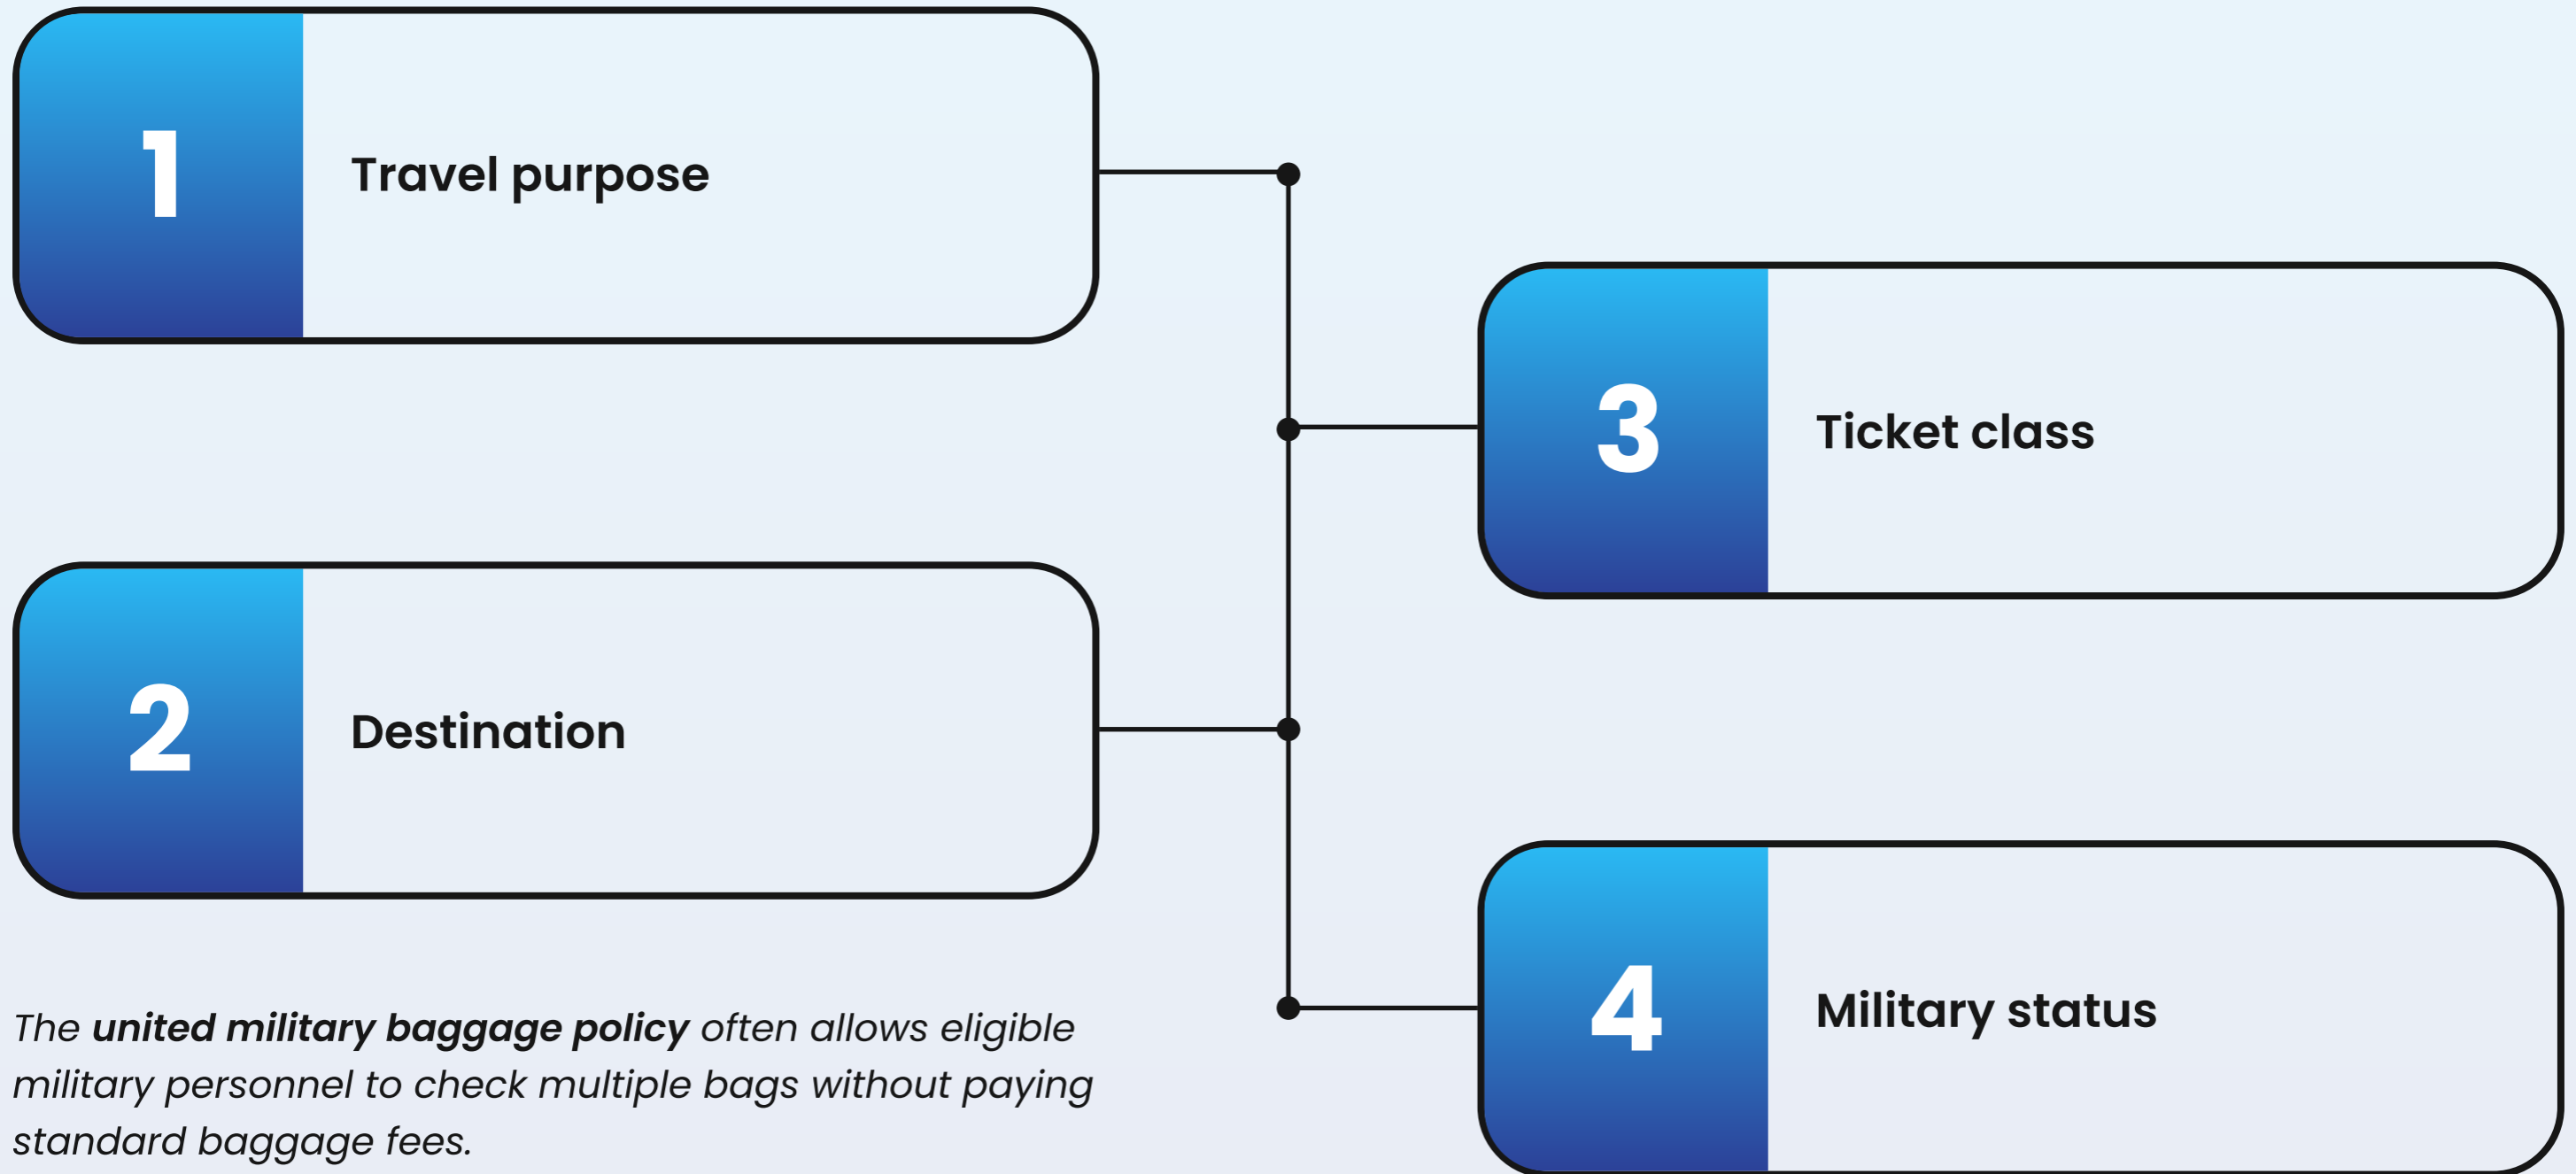 1
Travel purpose
2
Destination
3
Ticket class
4
Military status
The united military baggage policy often allows eligible
military personnel to check multiple bags without paying
standard baggage fees.